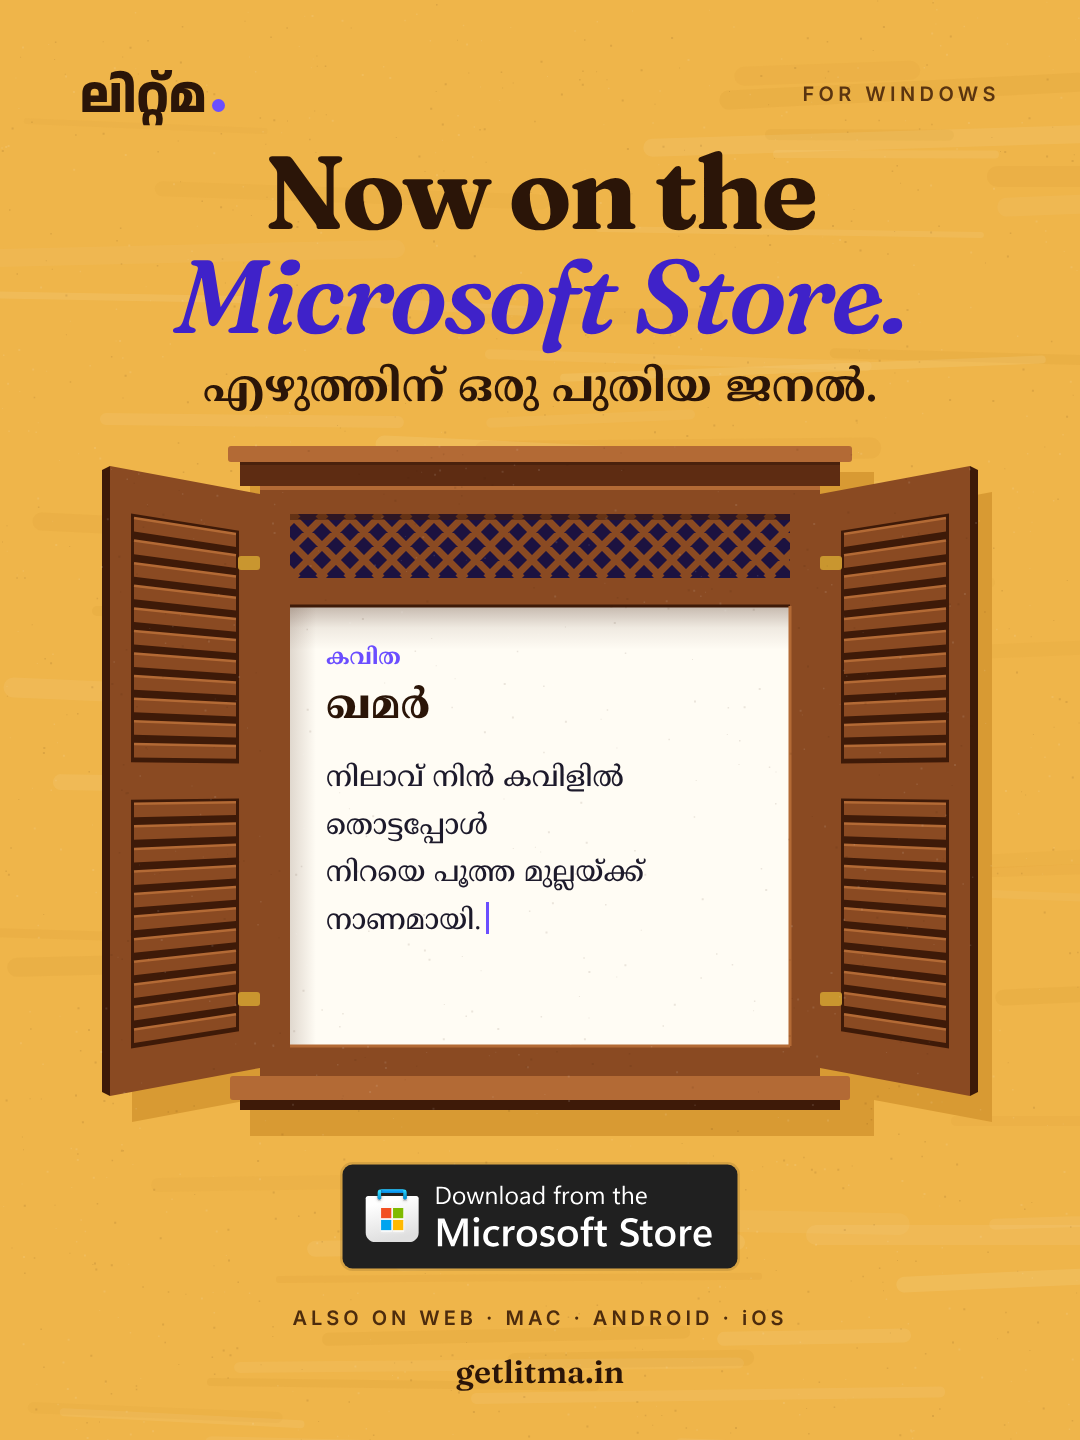 ലിറ്റ്മ.
FOR WINDOWS
Now on the
Microsoft Store.
എഴുത്തിന് ഒരു പുതിയ ജനൽ.
കവിത
ഖമർ
നിലാവ് നിൻ കവിളിൽ
തൊട്ടപ്പോൾ
നിറയെ പൂത്ത മുല്ലയ്ക്ക്
നാണമായി.
Download from the
Microsoft Store
ALSO ON WEB · MAC · ANDROID · iOS
getlitma.in